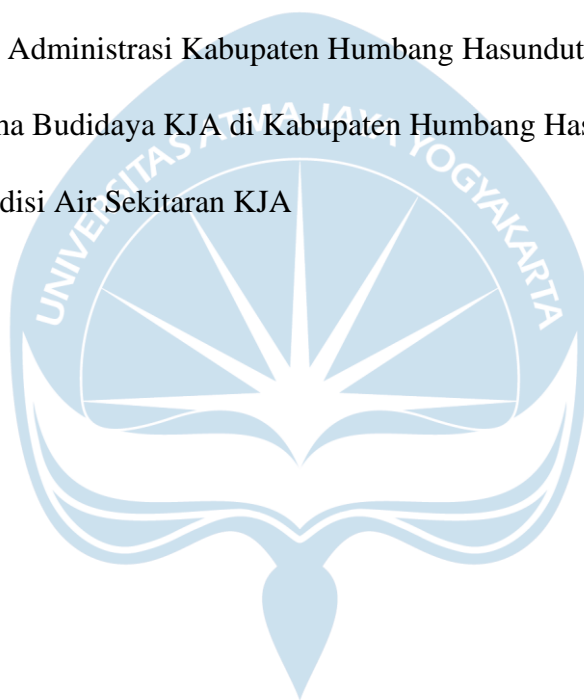 Administrasi Kabupaten Humbang Hasundut
na Budidaya KJA di Kabupaten Humbang Has
disi Air Sekitaran KJA
UNIVERSITAS ATMA JAYA YOGYAKARTA